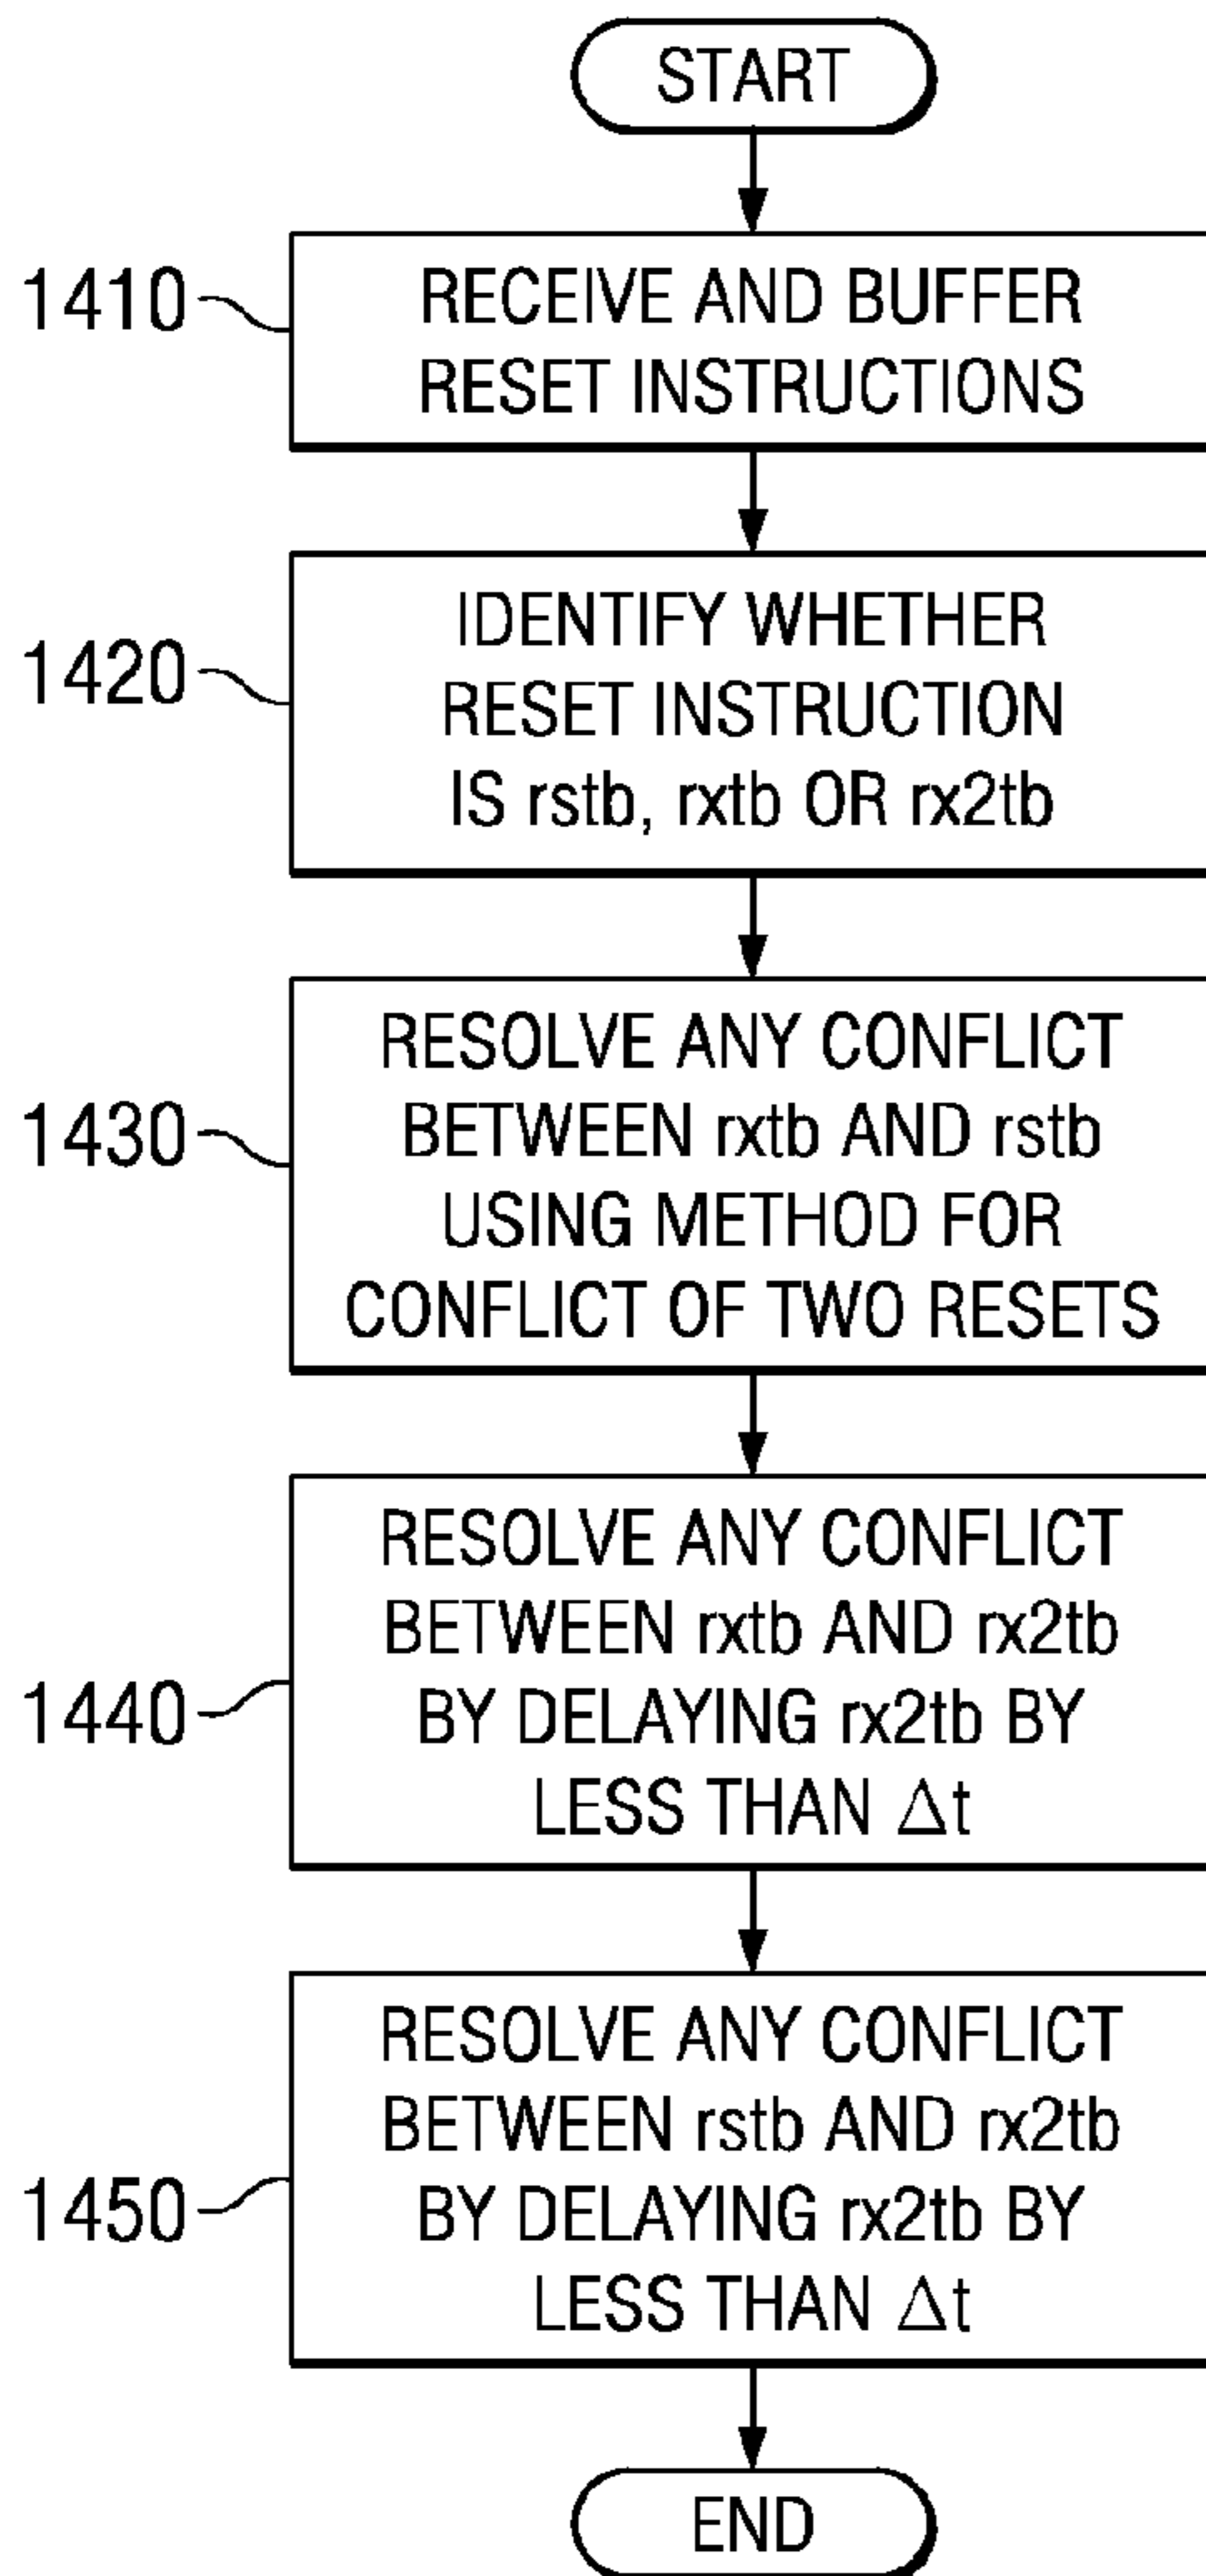 START
1410
RECEIVE AND BUFFER
RESET INSTRUCTIONS
1420
IDENTIFY WHETHER
RESET INSTRUCTION
IS rstb, rxtb OR rx2tb
1430
RESOLVE ANY CONFLICT
BETWEEN rxtb AND rstb
USING METHOD FOR
CONFLICT OF TWO RESETS
1440
RESOLVE ANY CONFLICT
BETWEEN rxtb AND rx2tb
BY DELAYING rx2tb BY
LESS THAN Δt
1450
RESOLVE ANY CONFLICT
BETWEEN rstb AND rx2tb
BY DELAYING rx2tb BY
LESS THAN Δt
END